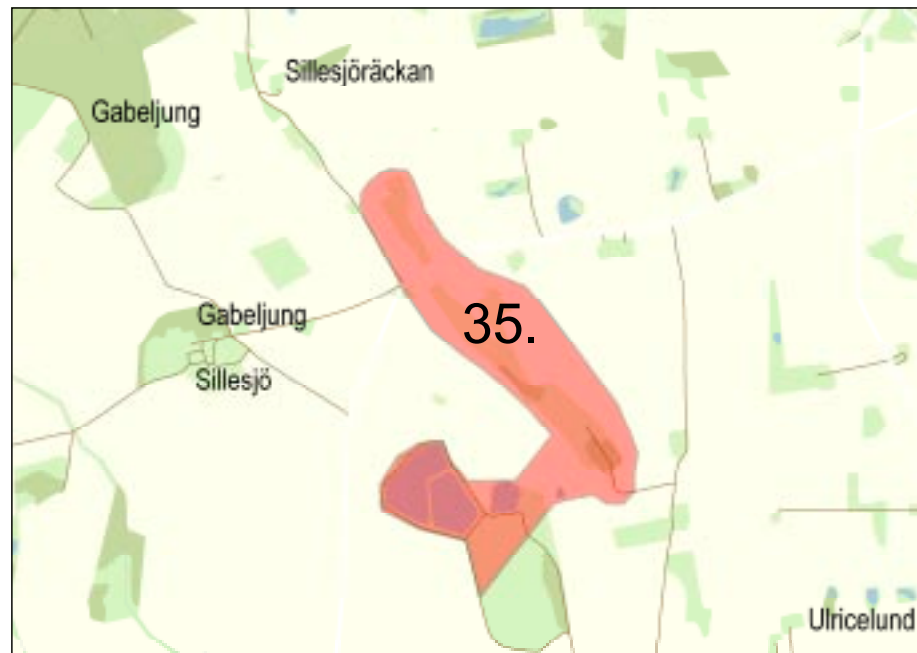 Sillesjöräckan
Gabeljung
Gabeljung
35.
Sillesjö
Ulricelund